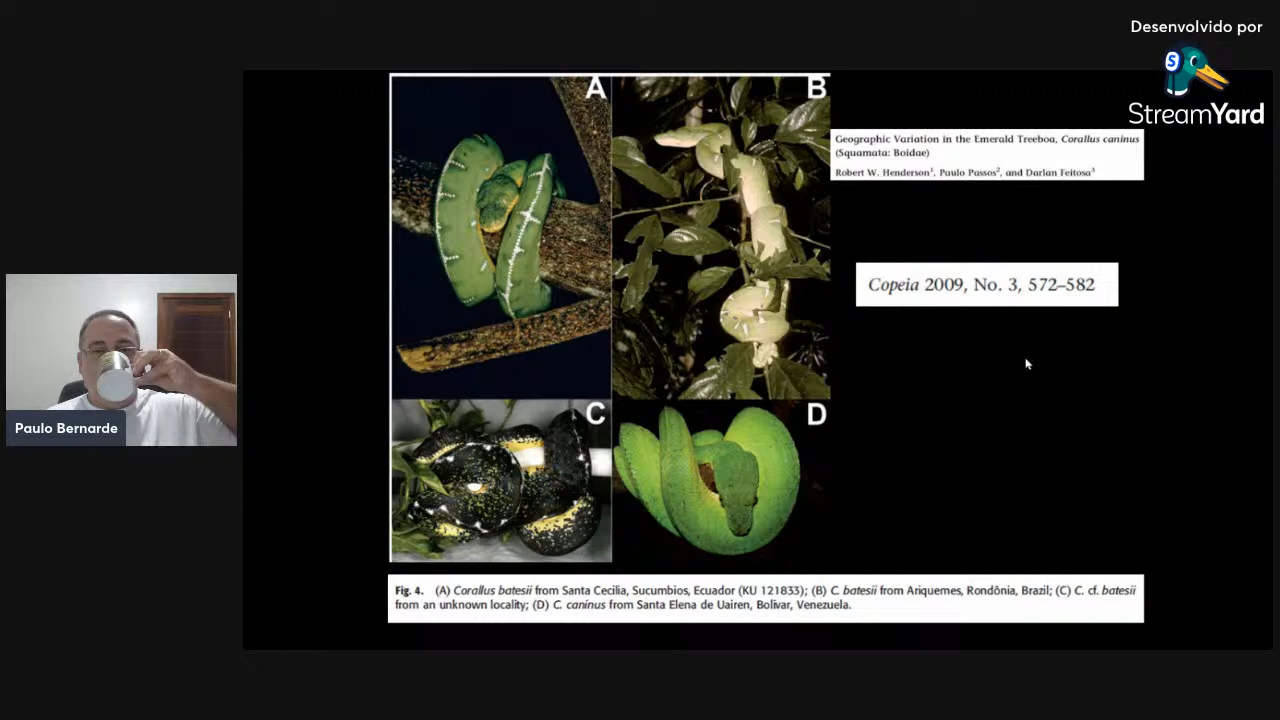 Desenvolvido por
StreamYard
A
B
Geographic Variation in the Emerald Treeboa, Corallus caninus
(Squamata: Boidae)
Robert W. Henderson¹, Paulo Passos², and Darlan Feitosa³
Copeia 2009, No. 3, 572–582
Paulo Bernarde
C
D
Fig. 4. (A) Corallus batesii from Santa Cecilia, Sucumbios, Ecuador (KU 121833); (B) C. batesii from Ariquemes, Rondônia, Brazil; (C) C. cf. batesii
from an unknown locality; (D) C. caninus from Santa Elena de Uairen, Bolivar, Venezuela.